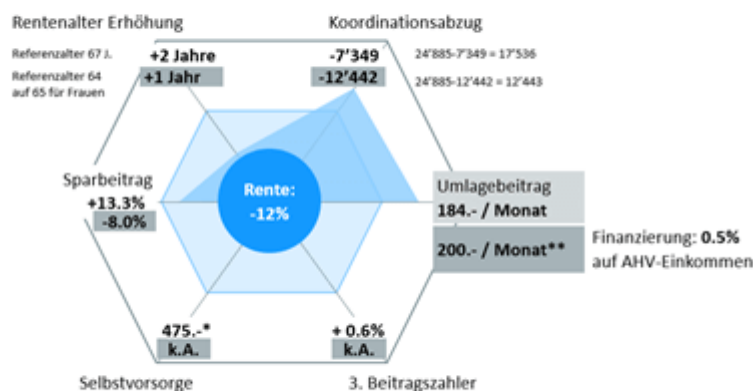 Rentenalter Erhöhung
Koordinationsabzug
Referenzalter 67 J.
+2 Jahre
-7’349
24’885-7’349 = 17’536
Referenzalter 64
auf 65 für Frauen
+1 Jahr
-12’442
24’885-12’442 = 12’443
Sparbeitrag
+13.3%
-8.0%
Rente:
-12%
Umlagebeitrag
184.- / Monat
200.- / Monat**
Finanzierung: 0.5%
auf AHV-Einkommen
475.-*
k.A.
+ 0.6%
k.A.
Selbstvorsorge
3. Beitragszahler